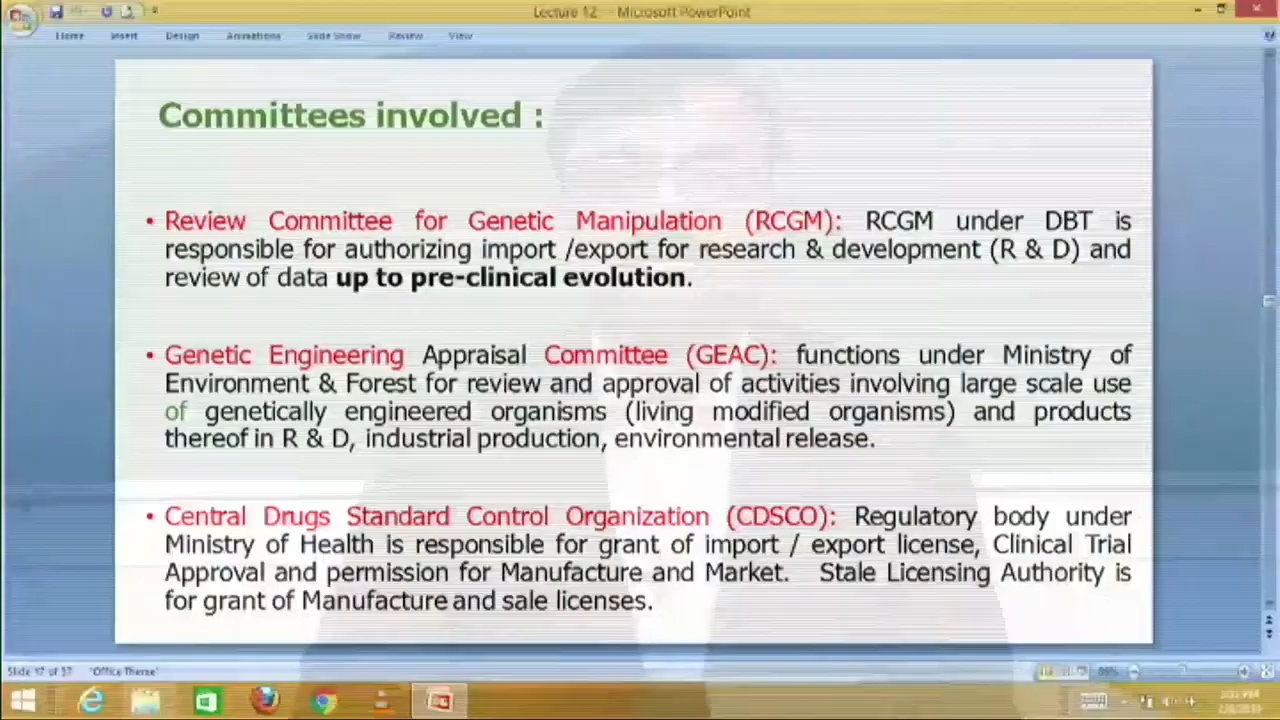 Lecture 12 - Microsoft PowerPoint
Home Insert Design Animations Slide Show Review View
Committees involved :
• Review Committee for Genetic Manipulation (RCGM): RCGM under DBT is
responsible for authorizing import /export for research & development (R & D) and
review of data up to pre-clinical evolution.
• Genetic Engineering Appraisal Committee (GEAC): functions under Ministry of
Environment & Forest for review and approval of activities involving large scale use
of genetically engineered organisms (living modified organisms) and products
thereof in R & D, industrial production, environmental release.
• Central Drugs Standard Control Organization (CDSCO): Regulatory body under
Ministry of Health is responsible for grant of import / export license, Clinical Trial
Approval and permission for Manufacture and Market. Stale Licensing Authority is
for grant of Manufacture and sale licenses.
"Office Theme"